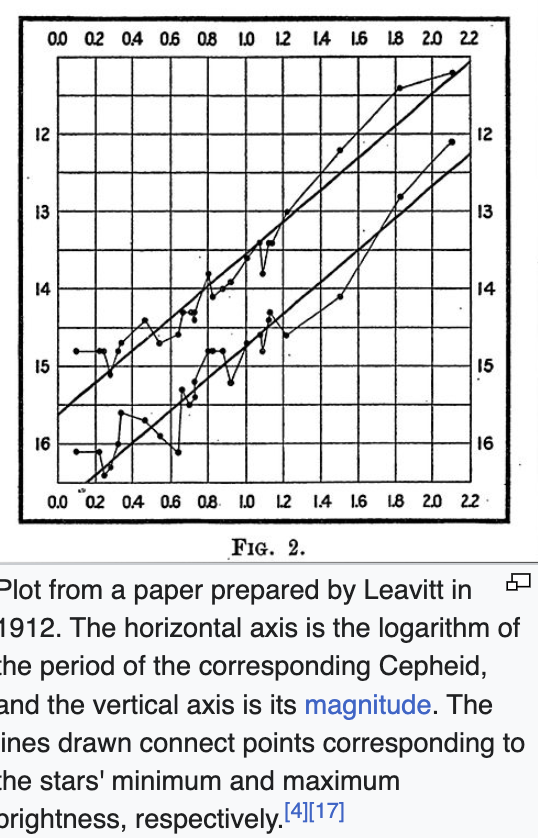 0.0 0.2 0.4 0.6 0.8 1.0 1.2 1.4 1.6 1.8 2.0 2.2
12 12
13 13
14 14
15 15
16 16
0.0 0.2 0.4 0.6 0.8 1.0 1.2 1.4 1.6 1.8 2.0 2.2
FIG. 2.
Plot from a paper prepared by Leavitt in
1912. The horizontal axis is the logarithm of
the period of the corresponding Cepheid,
and the vertical axis is its magnitude. The
lines drawn connect points corresponding to
the stars' minimum and maximum
brightness, respectively.[4][17]